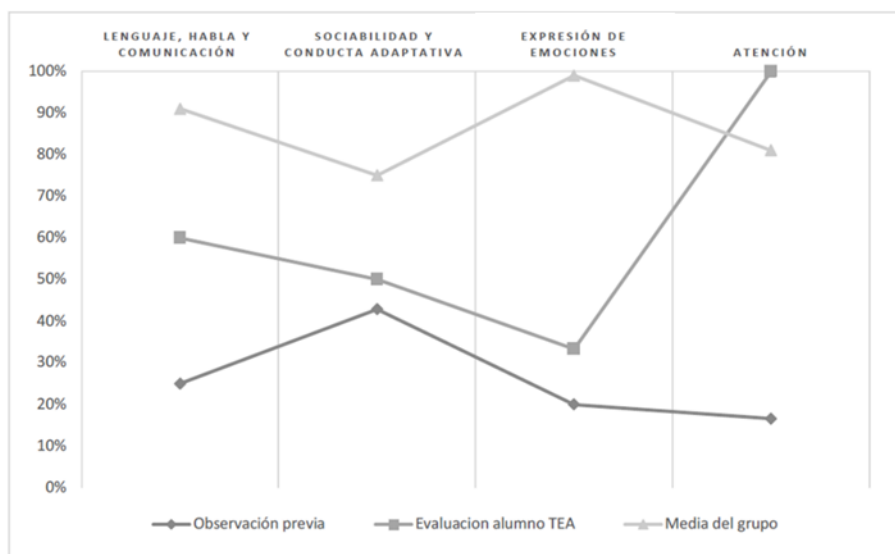 LENGUAJE, HABLA Y
COMUNICACIÓN
SOCIABILIDAD Y
CONDUCTA ADAPTATIVA
EXPRESIÓN DE
EMOCIONES
ATENCIÓN
100%
90%
80%
70%
60%
50%
40%
30%
20%
10%
0%
Observación previa
Evaluacion alumno TEA
Media del grupo